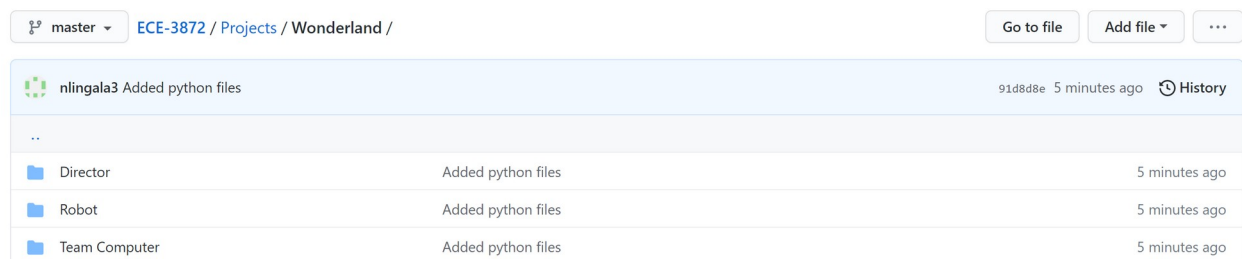 master ECE-3872 / Projects / Wonderland / Go to file Add file ...
nlingala3 Added python files 91d8d8e 5 minutes ago History
..
Director Added python files 5 minutes ago
Robot Added python files 5 minutes ago
Team Computer Added python files 5 minutes ago